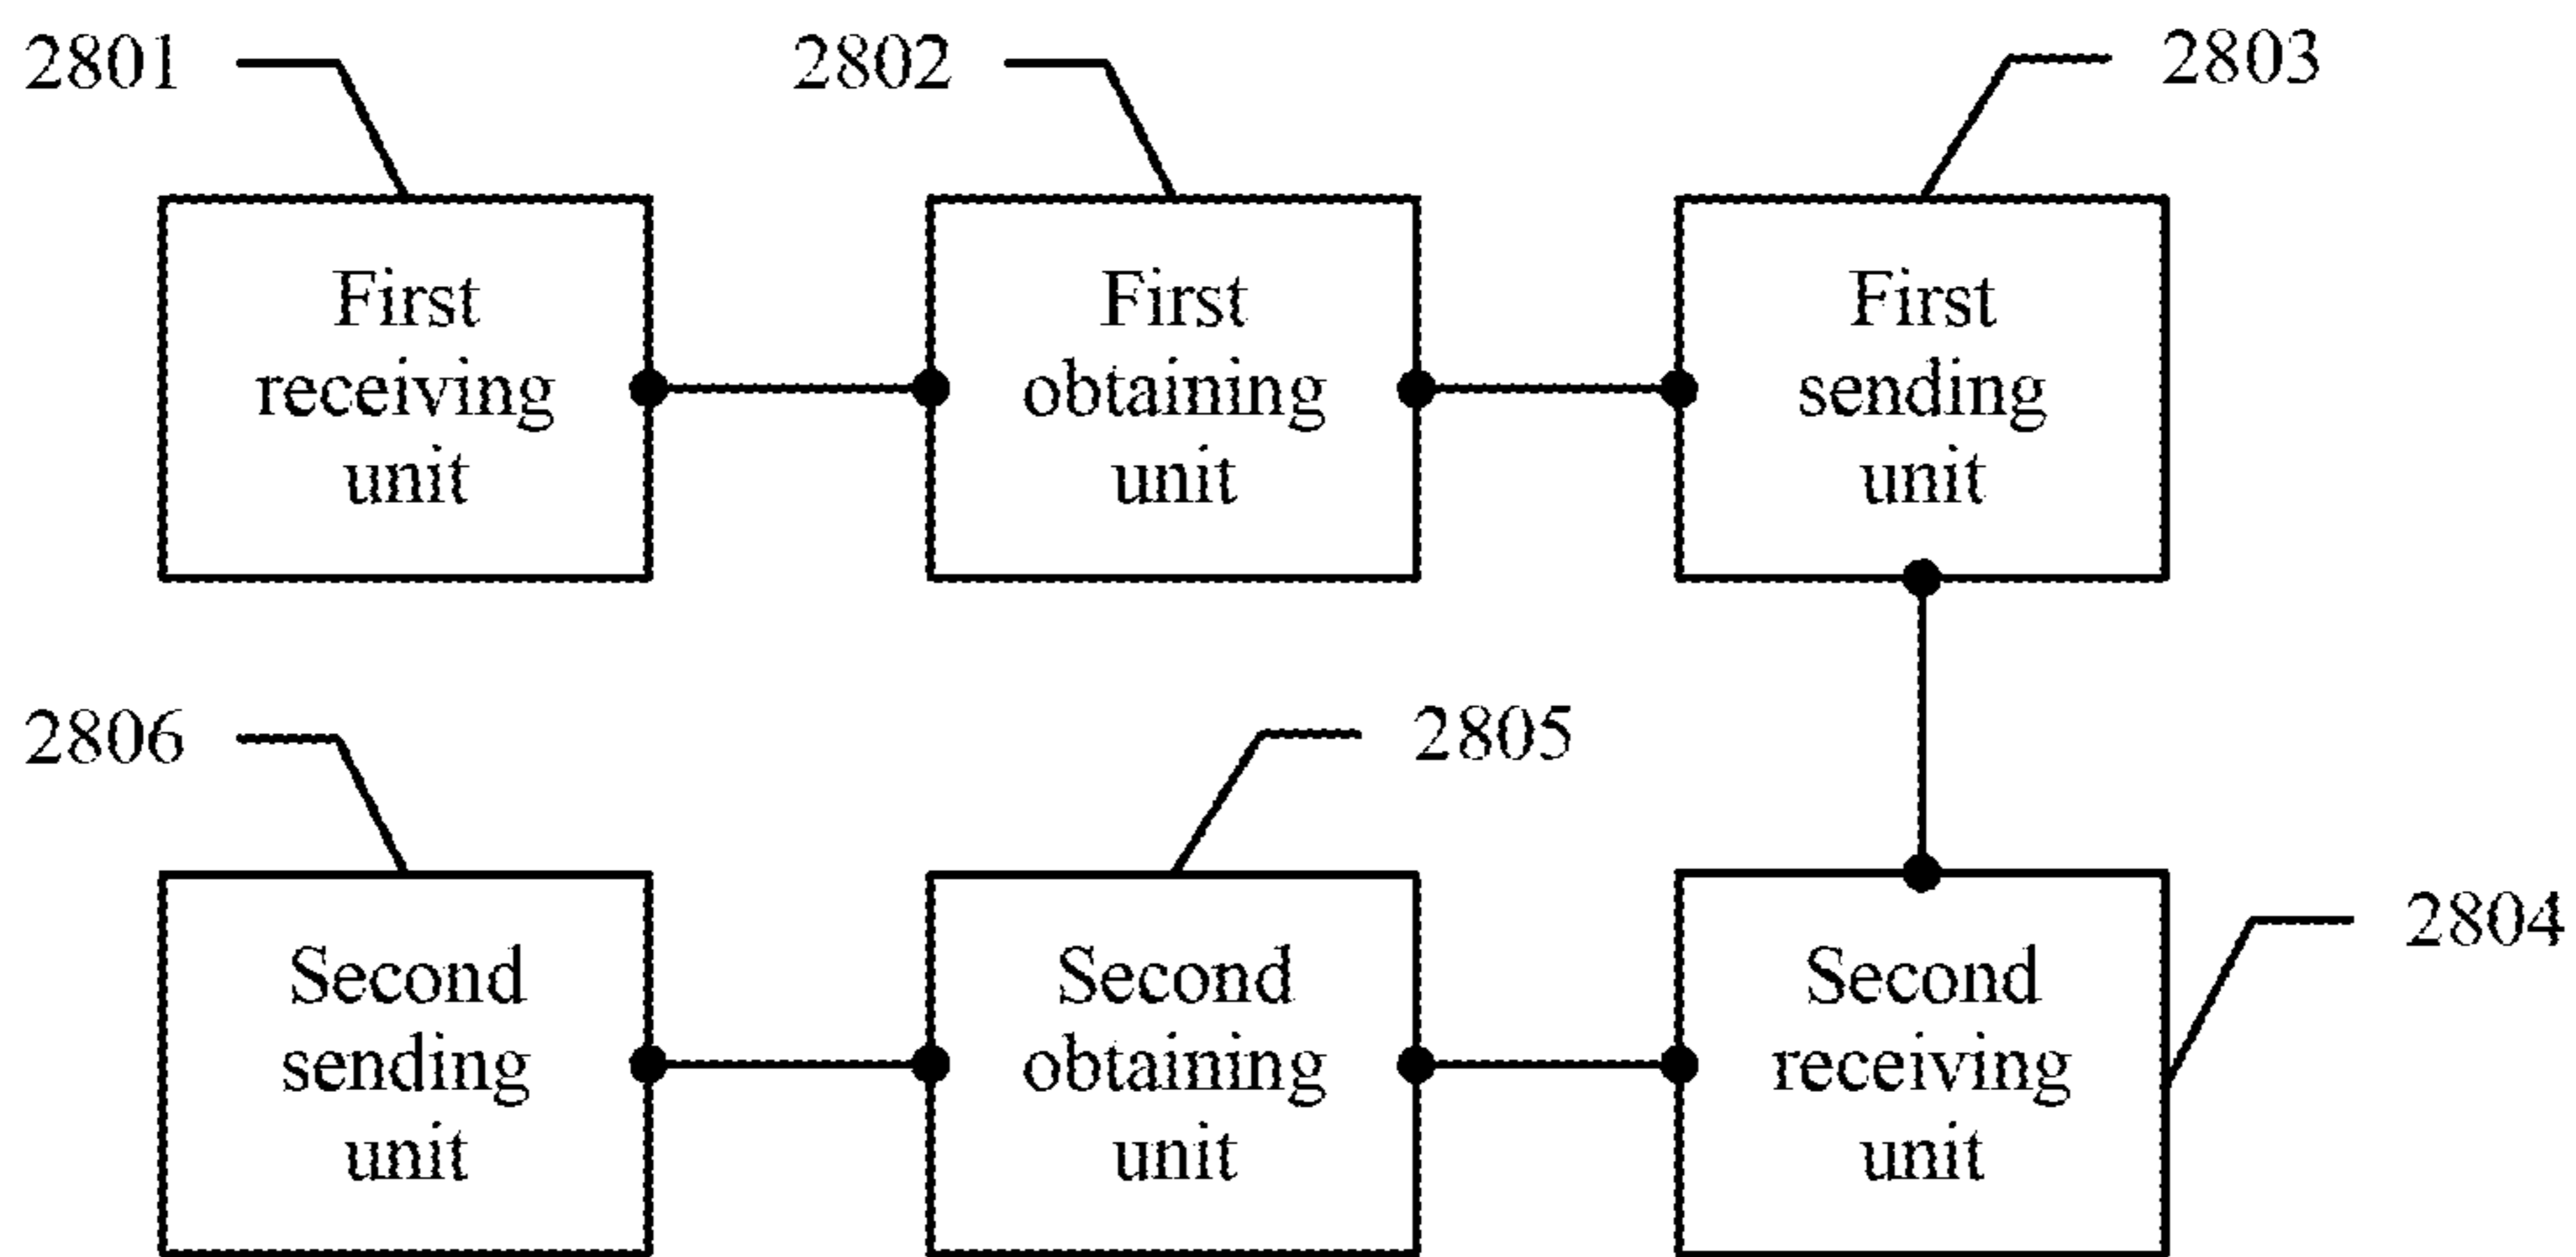 2801
2802
2803
First
receiving
unit
First
obtaining
unit
First
sending
unit
2806
2805
2804
Second
sending
unit
Second
obtaining
unit
Second
receiving
unit